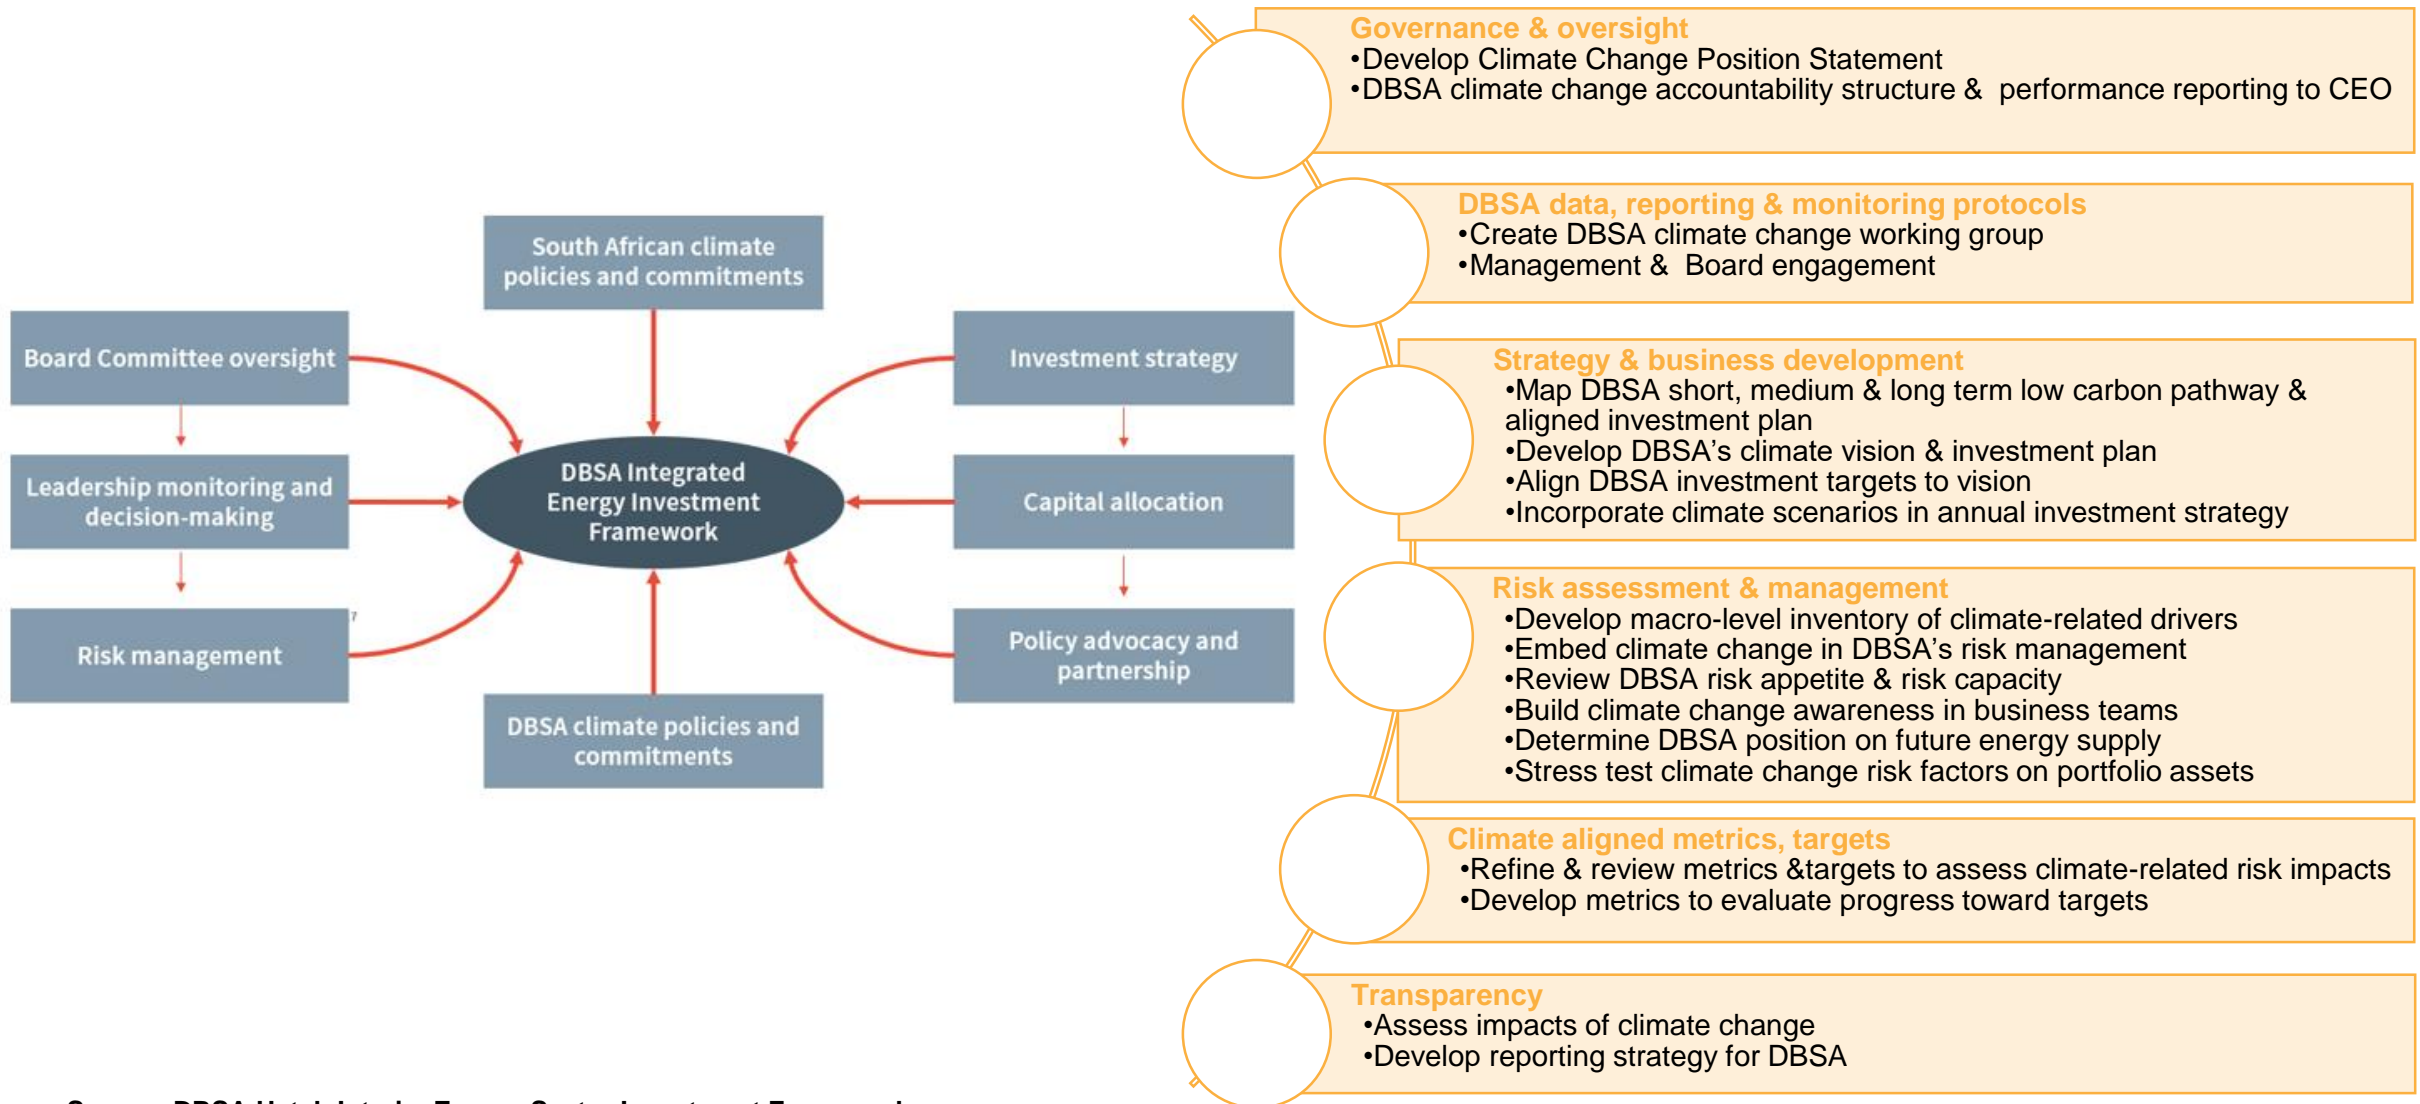 South African climate
policies and commitments
Board Committee oversight
Investment strategy
Leadership monitoring and
decision-making
DBSA Integrated
Energy Investment
Framework
Capital allocation
Risk management
7
Policy advocacy and
partnership
DBSA climate policies and
commitments
Governance & oversight
•Develop Climate Change Position Statement
•DBSA climate change accountability structure & performance reporting to CEO
DBSA data, reporting & monitoring protocols
•Create DBSA climate change working group
•Management & Board engagement
Strategy & business development
•Map DBSA short, medium & long term low carbon pathway &
aligned investment plan
•Develop DBSA’s climate vision & investment plan
•Align DBSA investment targets to vision
•Incorporate climate scenarios in annual investment strategy
Risk assessment & management
•Develop macro-level inventory of climate-related drivers
•Embed climate change in DBSA’s risk management
•Review DBSA risk appetite & risk capacity
•Build climate change awareness in business teams
•Determine DBSA position on future energy supply
•Stress test climate change risk factors on portfolio assets
Climate aligned metrics, targets
•Refine & review metrics &targets to assess climate-related risk impacts
•Develop metrics to evaluate progress toward targets
Transparency
•Assess impacts of climate change
•Develop reporting strategy for DBSA